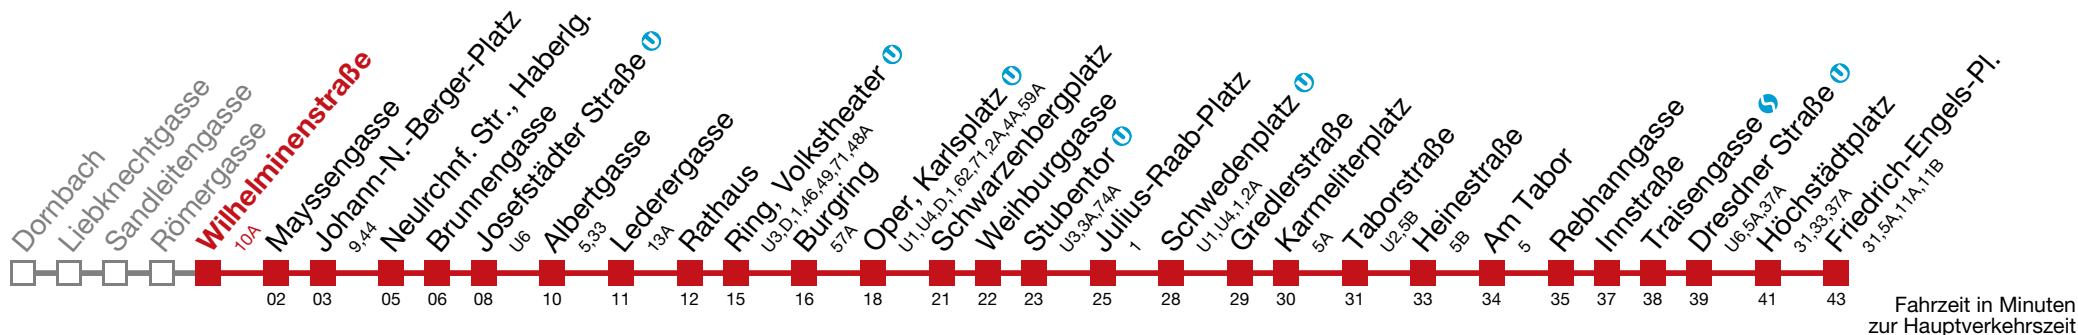 Dornbach
Liebknechtgasse
Sandleitengasse
Römergasse
Wilhelminenstraße
10A
Mayssengasse
Johann-N.-Berger-Platz
9,44
Neulrchnf. Str., Haberlg.
Brunnengasse
Josefstädter Straße U
U6
Albertgasse
5,33
Lederergasse
13A
Rathaus
Ring, Volkstheater U
U3,D,1,46,49,71,48A
Burgring
57A
Oper, Karlsplatz U
U1,U4,D,1,62,71,2A,4A,59A
Schwarzenbergplatz
Weihburggasse
Stubentor U
U3,3A,74A
Julius-Raab-Platz
1
Schwedenplatz U
U1,U4,1,2A
Gredlerstraße
Karmeliterplatz
5A
Taborstraße
U2,5B
Heinestraße
5B
Am Tabor
5
Rebhanngasse
Innstraße
Traisengasse S
Dresdner Straße U
U6,5A,37A
Höchstädtplatz
31,33,37A
Friedrich-Engels-Pl.
31,5A,11A,11B
02 03 05 06 08 10 11 12 15 16 18 21 22 23 25 28 29 30 31 33 34 35 37 38 39 41 43
Fahrzeit in Minuten
zur Hauptverkehrszeit